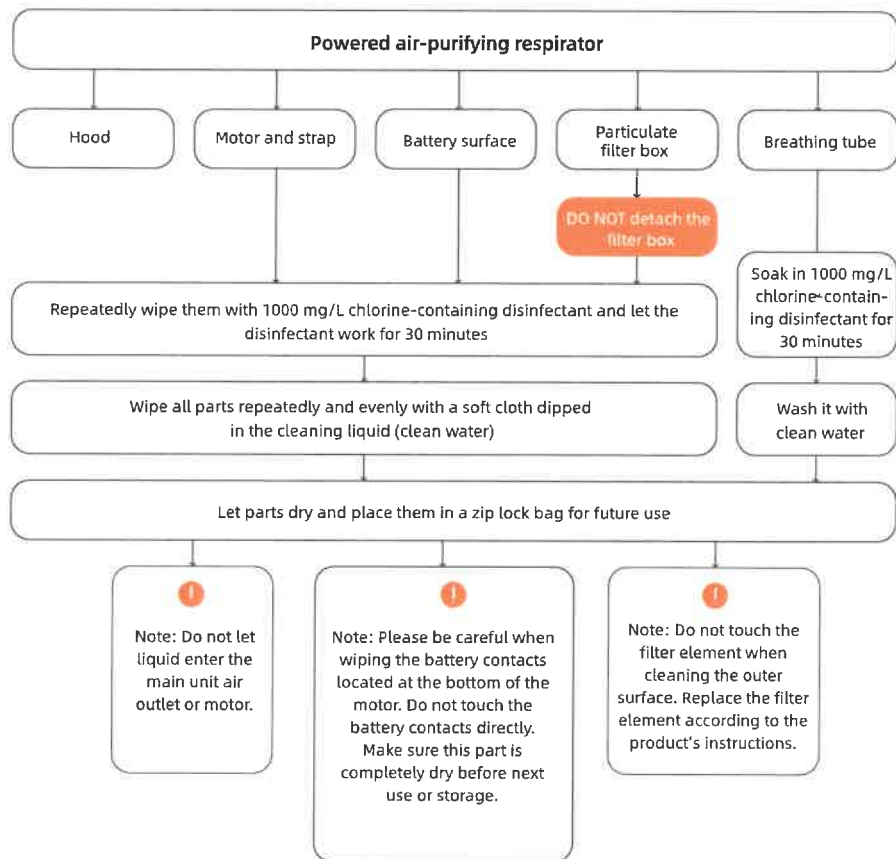 Powered air-purifying respirator
Hood
Motor and strap
Battery surface
Particulate
filter box
Breathing tube
DO NOT detach the
filter box
Repeatedly wipe them with 1000 mg/L chlorine-containing disinfectant and let the
disinfectant work for 30 minutes
Soak in 1000 mg/L
chlorine-contain-
ing disinfectant for
30 minutes
Wipe all parts repeatedly and evenly with a soft cloth dipped
in the cleaning liquid (clean water)
Wash it with
clean water
Let parts dry and place them in a zip lock bag for future use
!
Note: Do not let
liquid enter the
main unit air
outlet or motor.
!
Note: Please be careful when
wiping the battery contacts
located at the bottom of the
motor. Do not touch the
battery contacts directly.
Make sure this part is
completely dry before next
use or storage.
!
Note: Do not touch the
filter element when
cleaning the outer
surface. Replace the filter
element according to the
product's instructions.